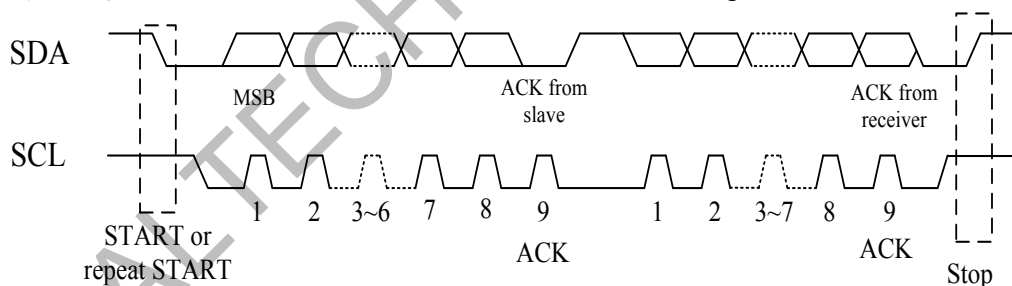 SDA
MSB
ACK from
slave
ACK from
receiver
SCL
1 2 3~6 7 8 9 1 2 3~7 8 9
START or
repeat START
ACK
ACK
Stop